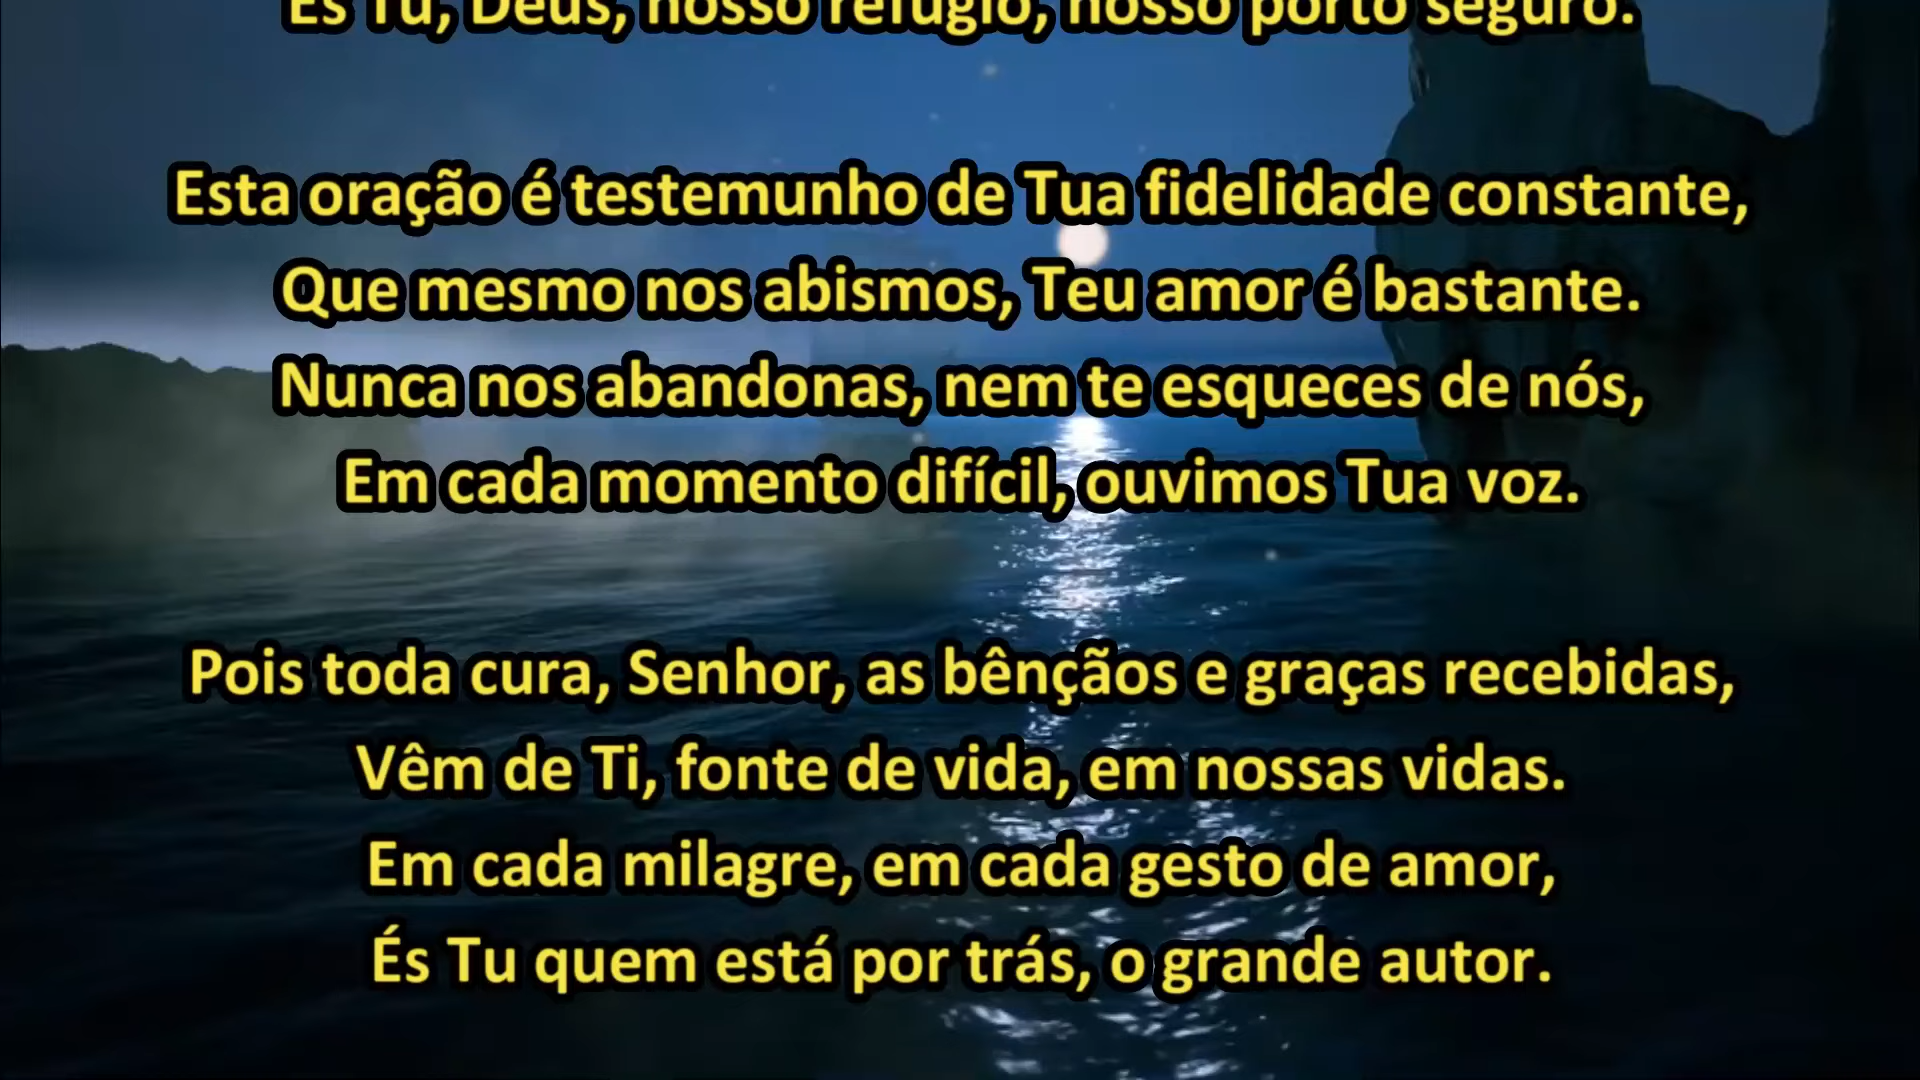 És Tu, Deus, nosso refúgio, nosso porto seguro.
Esta oração é testemunho de Tua fidelidade constante,
Que mesmo nos abismos, Teu amor é bastante.
Nunca nos abandonas, nem te esqueces de nós,
Em cada momento difícil, ouvimos Tua voz.
Pois toda cura, Senhor, as bênçãos e graças recebidas,
Vêm de Ti, fonte de vida, em nossas vidas.
Em cada milagre, em cada gesto de amor,
És Tu quem está por trás, o grande autor.